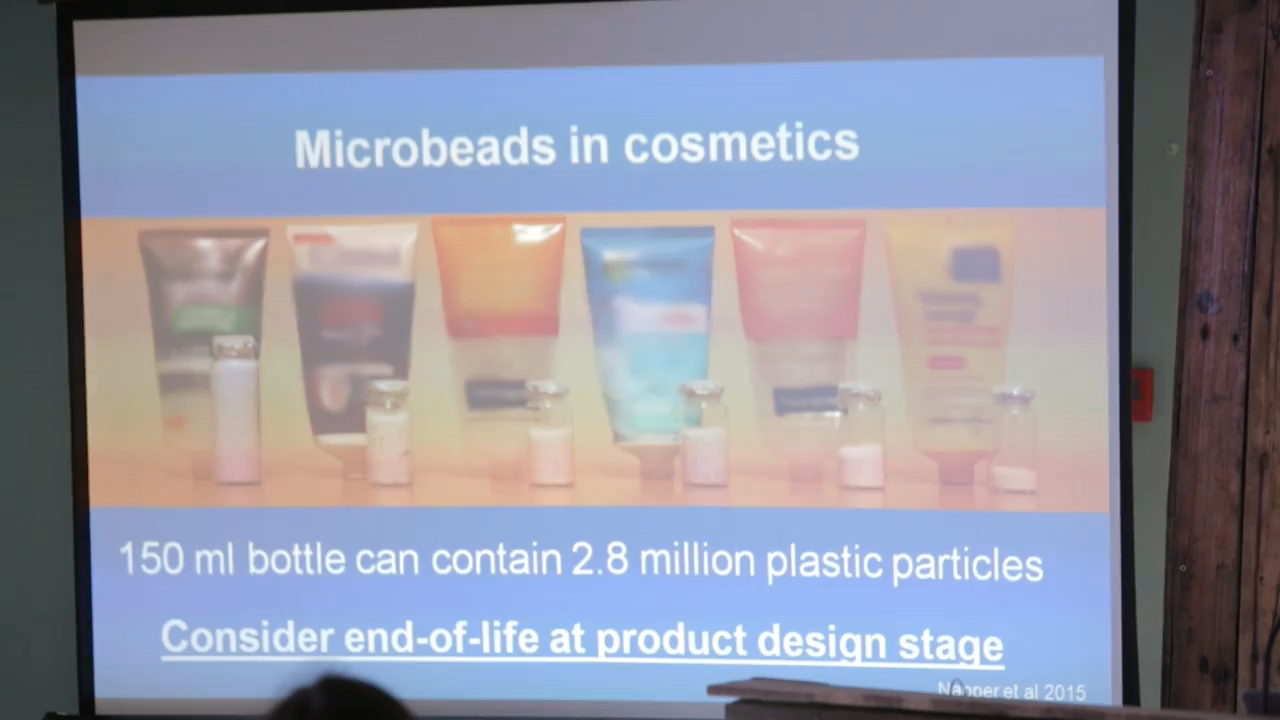 Microbeads in cosmetics
150 ml bottle can contain 2.8 million plastic particles
Consider end-of-life at product design stage
Napper et al 2015